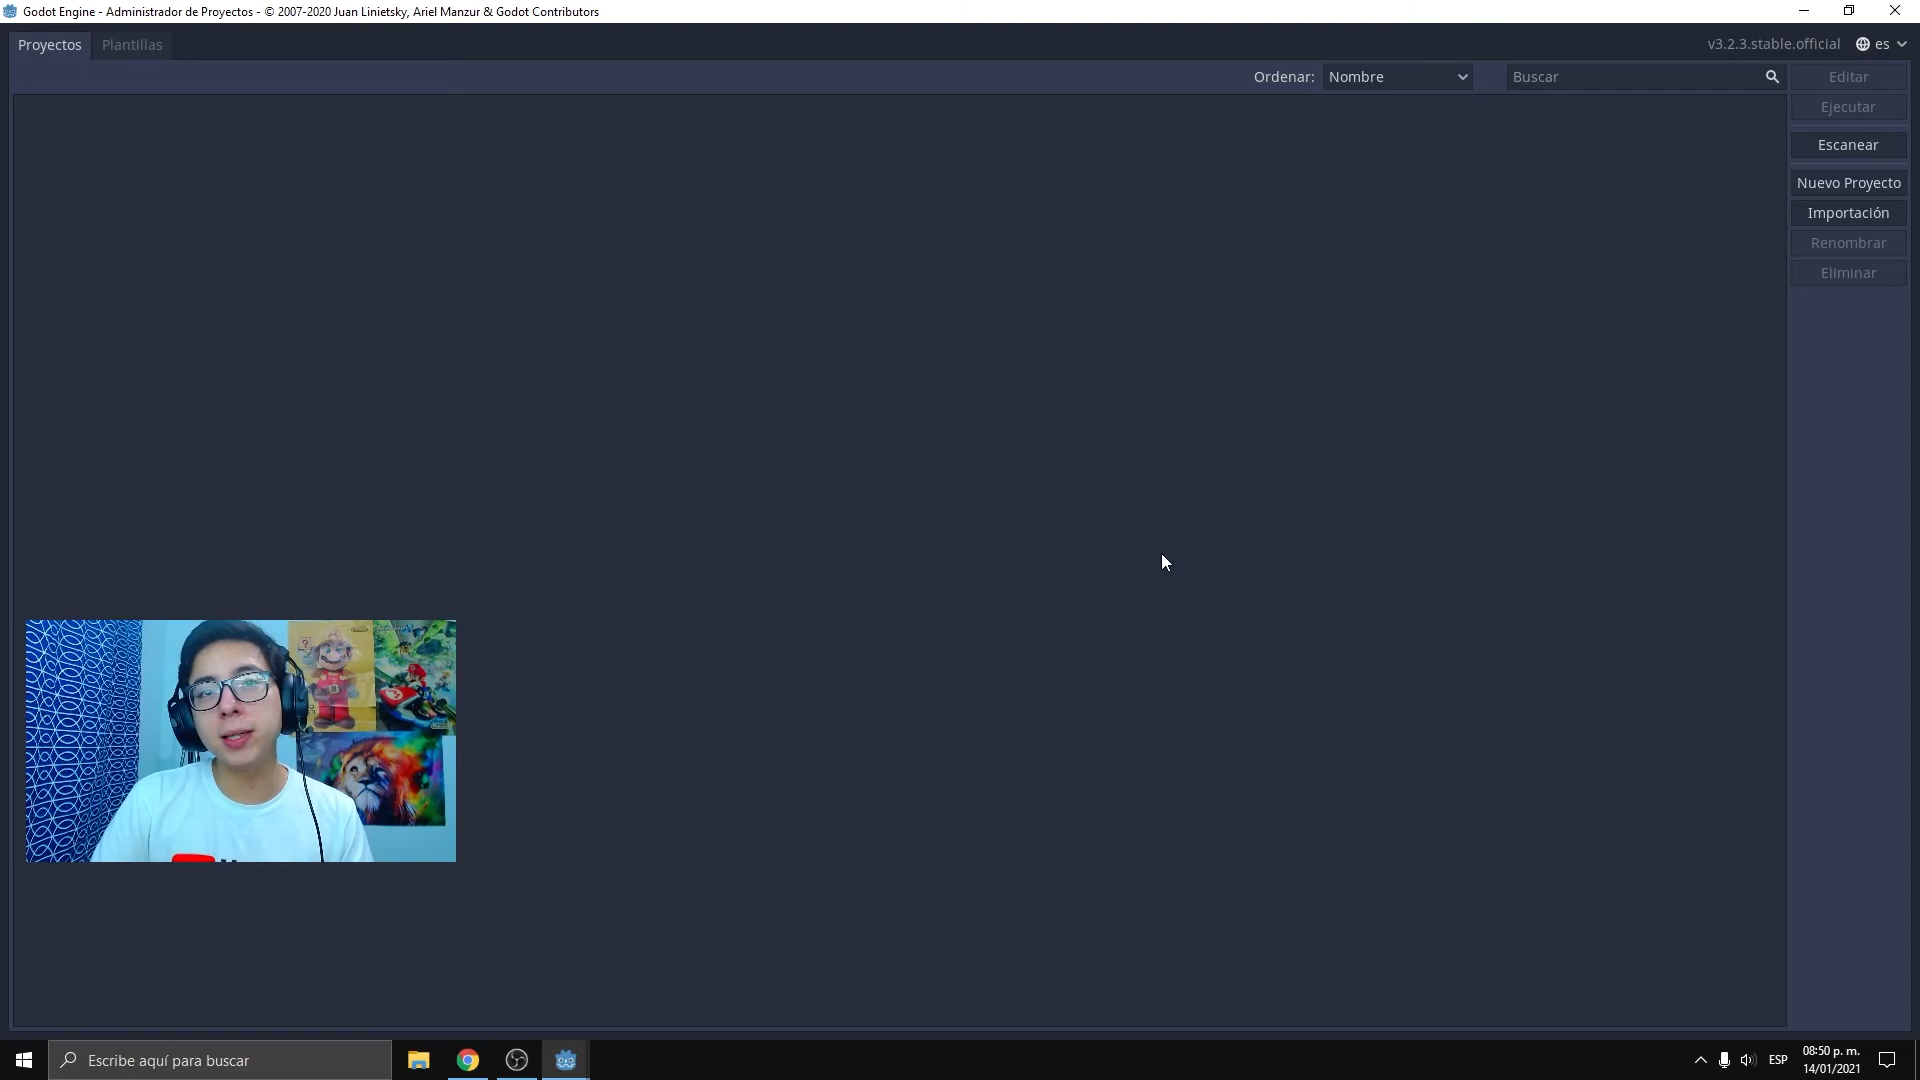 Godot Engine - Administrador de Proyectos - © 2007-2020 Juan Linietsky, Ariel Manzur & Godot Contributors
Proyectos
Plantillas
v3.2.3.stable.official
es
Ordenar:
Nombre
Buscar
Editar
Ejecutar
Escanear
Nuevo Proyecto
Importación
Renombrar
Eliminar
Escribe aquí para buscar
ESP
08:50 p. m.
14/01/2021